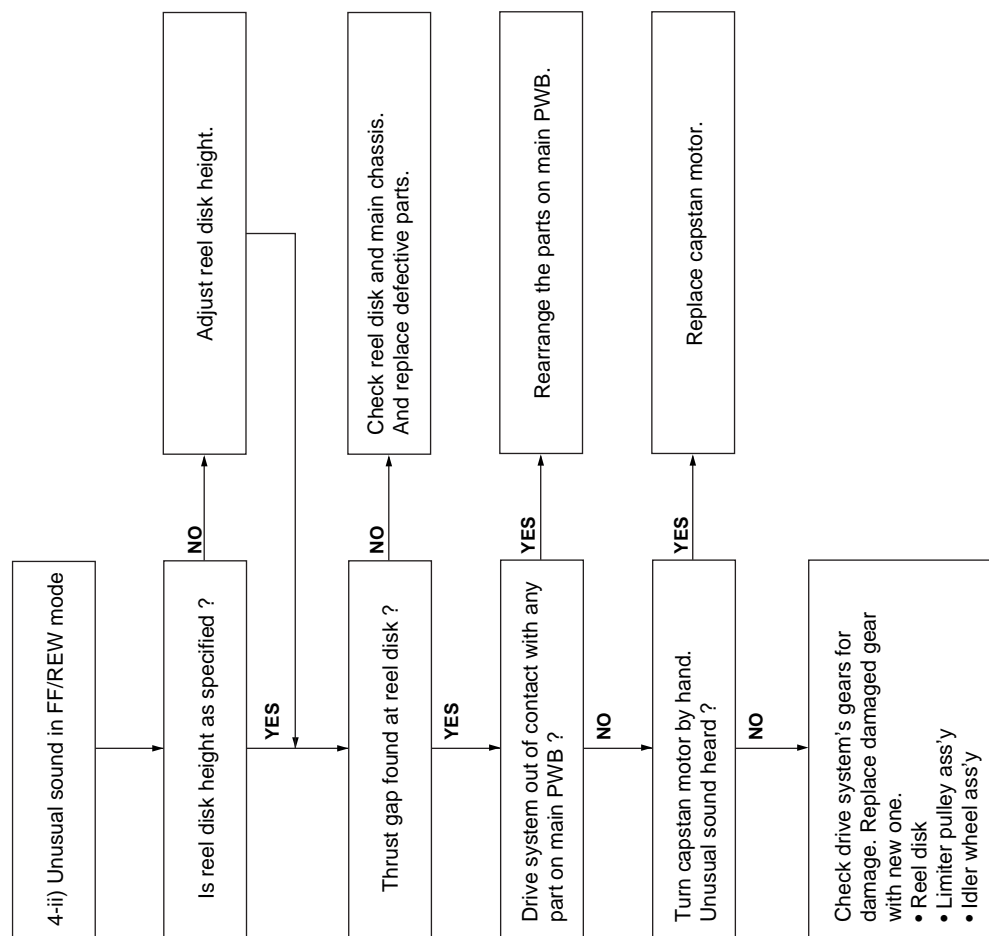 4-ii) Unusual sound in FF/REW mode
Is reel disk height as specified ?
NO
Adjust reel disk height.
YES
Thrust gap found at reel disk ?
NO
Check reel disk and main chassis.
And replace defective parts.
YES
Drive system out of contact with any
part on main PWB ?
YES
Rearrange the parts on main PWB.
NO
Turn capstan motor by hand.
Unusual sound heard ?
YES
Replace capstan motor.
NO
Check drive system's gears for
damage. Replace damaged gear
with new one.
• Reel disk
• Limiter pulley ass'y
• Idler wheel ass'y